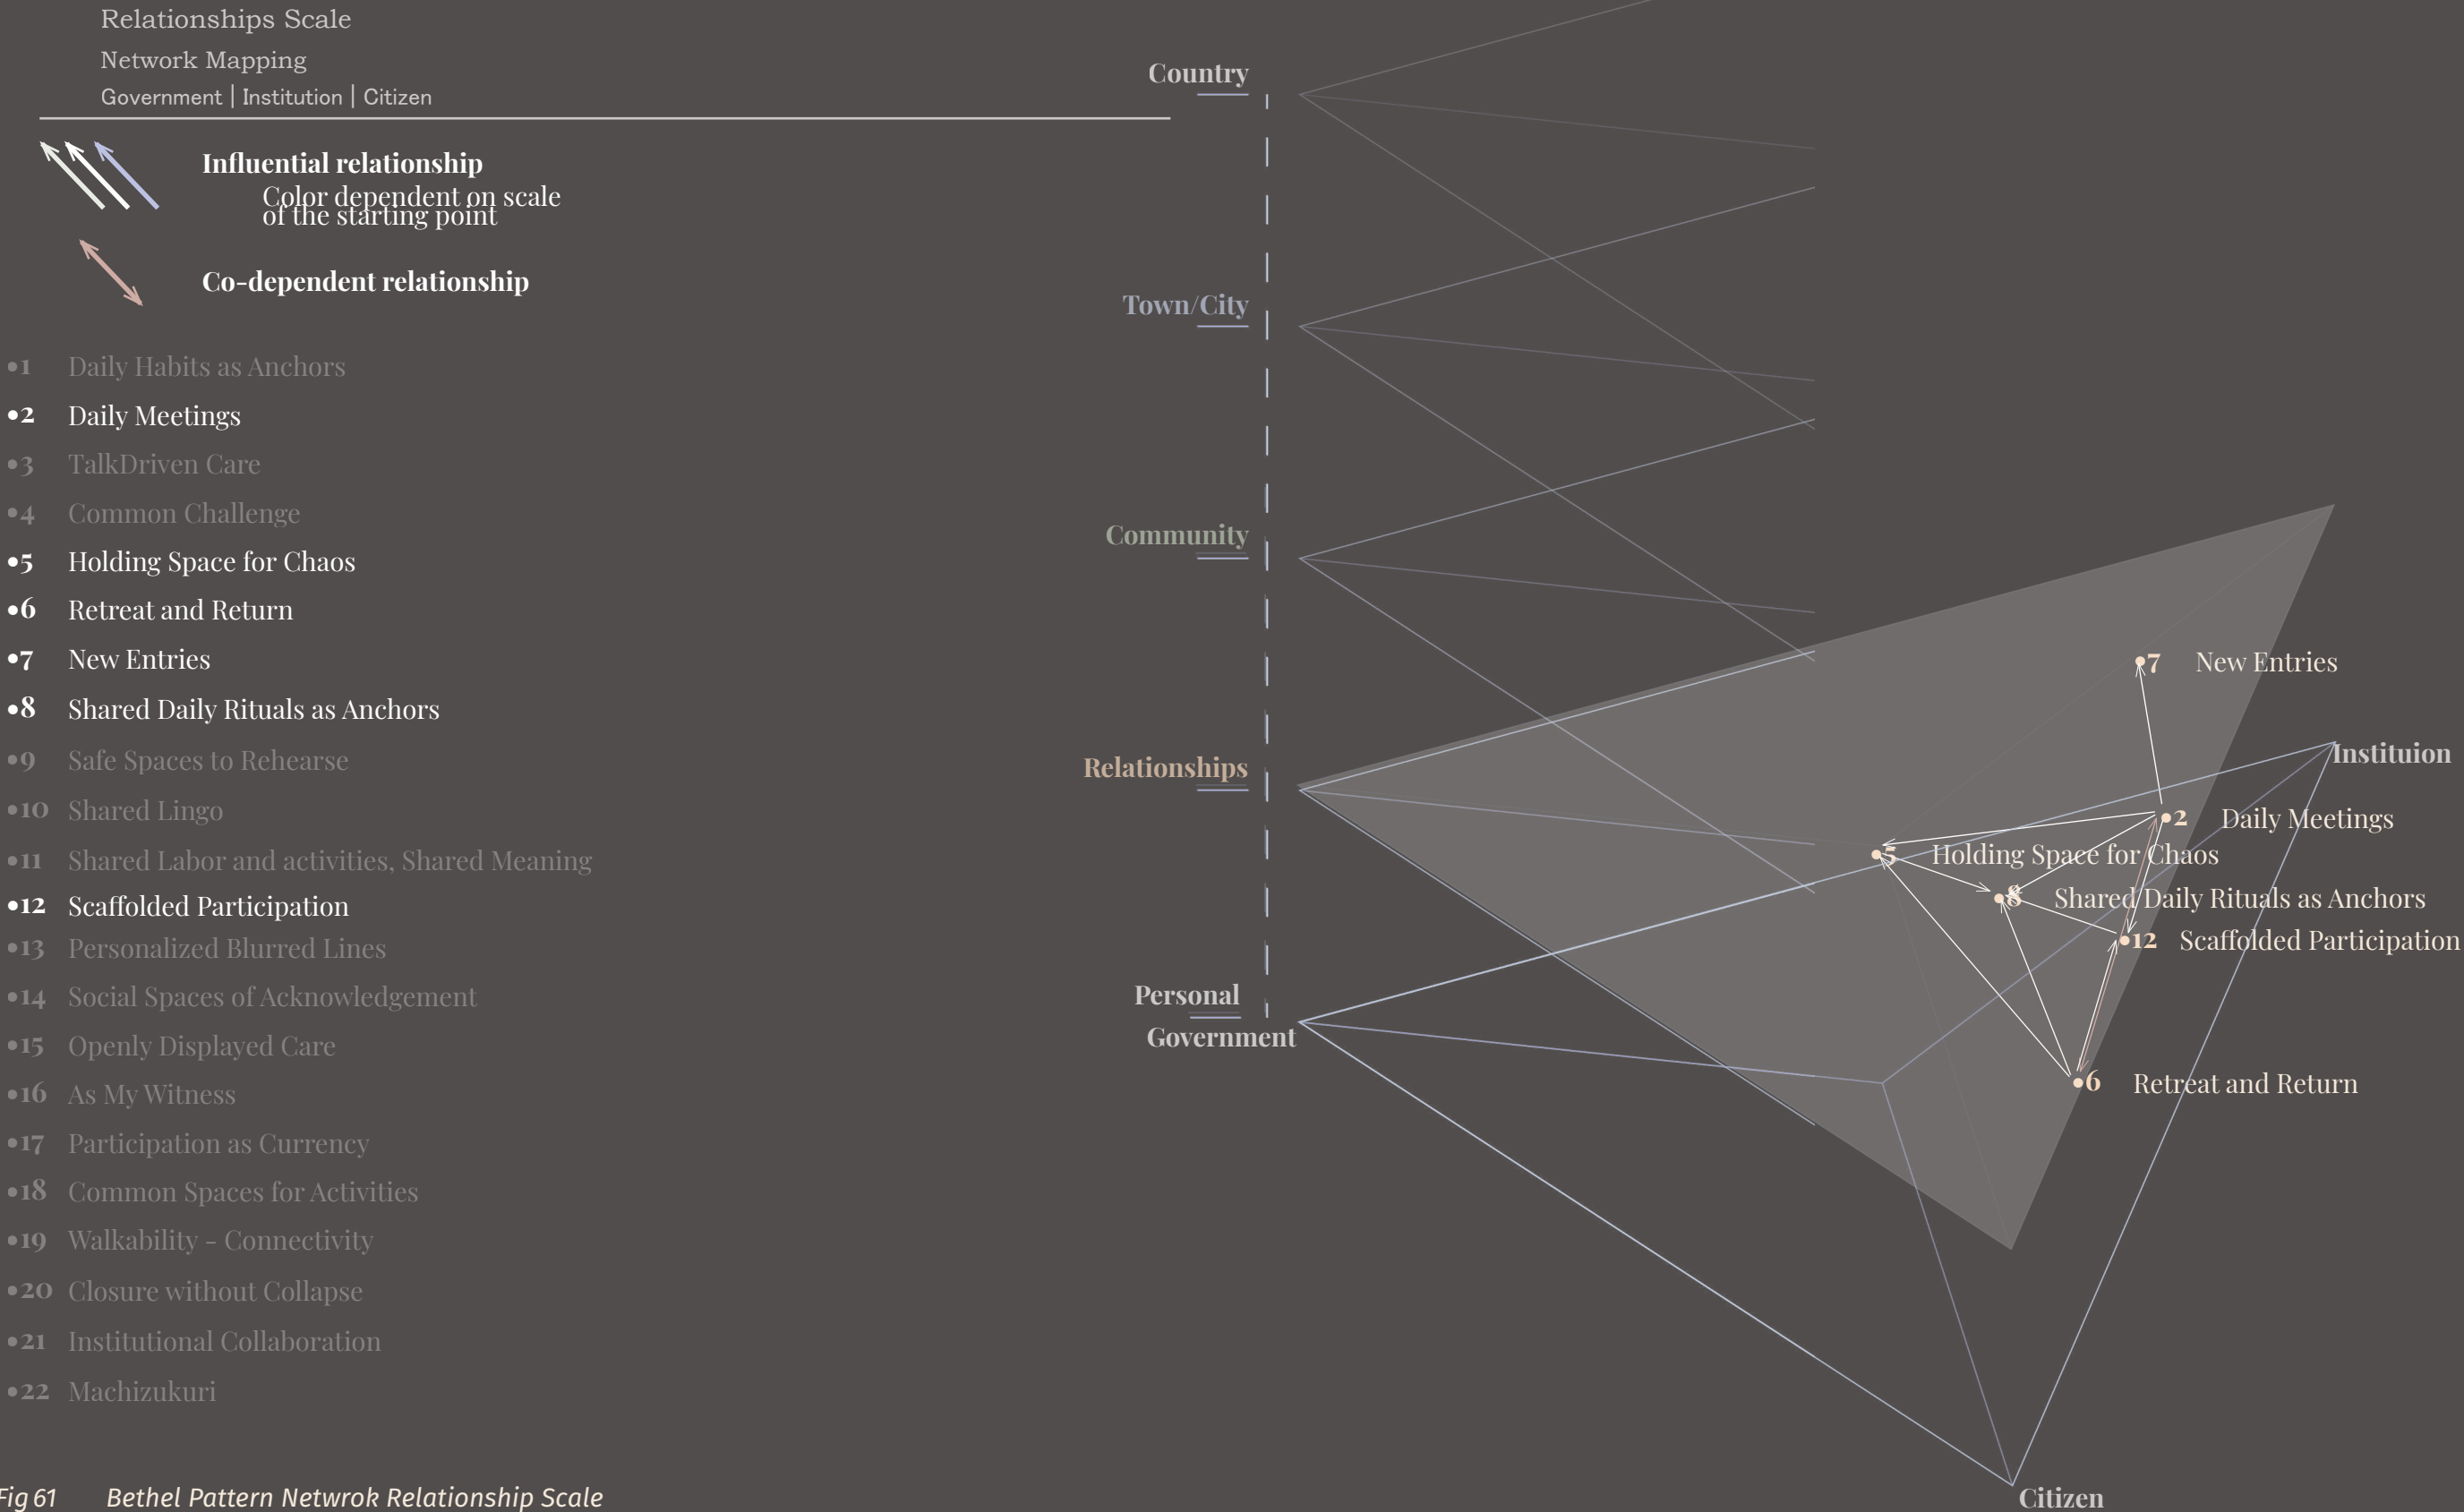 Relationships Scale
Network Mapping
Government | Institution | Citizen
Influential relationship
Color dependent on scale
of the starting point
Co-dependent relationship
•1 Daily Habits as Anchors
•2 Daily Meetings
•3 TalkDriven Care
•4 Common Challenge
•5 Holding Space for Chaos
•6 Retreat and Return
•7 New Entries
•8 Shared Daily Rituals as Anchors
•9 Safe Spaces to Rehearse
•10 Shared Lingo
•11 Shared Labor and activities, Shared Meaning
•12 Scaffolded Participation
•13 Personalized Blurred Lines
•14 Social Spaces of Acknowledgement
•15 Openly Displayed Care
•16 As My Witness
•17 Participation as Currency
•18 Common Spaces for Activities
•19 Walkability - Connectivity
•20 Closure without Collapse
•21 Institutional Collaboration
•22 Machizukuri
Fig 61 Bethel Pattern Netwrok Relationship Scale
Country
Town/City
Community
Relationships
Personal
Government
•7 New Entries
Instituion
•2 Daily Meetings
•5 Holding Space for Chaos
•8 Shared Daily Rituals as Anchors
•12 Scaffolded Participation
•6 Retreat and Return
Citizen